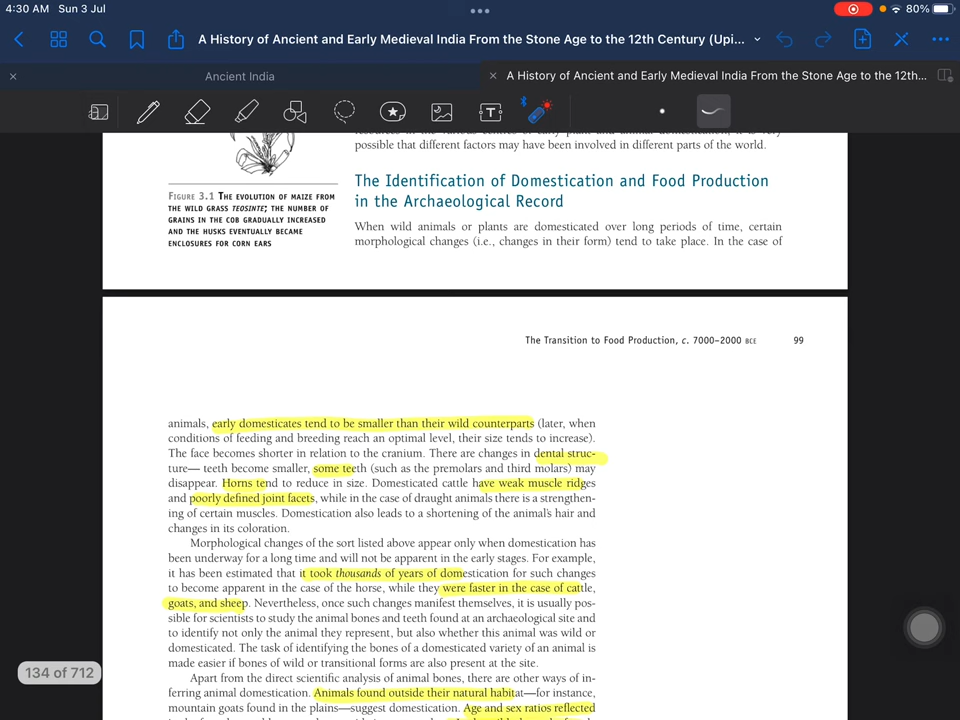 4:30 AM Sun 3 Jul
80%
A History of Ancient and Early Medieval India From the Stone Age to the 12th Century (Upi...
Ancient India
A History of Ancient and Early Medieval India From the Stone Age to the 12th...
possible that different factors may have been involved in different parts of the world.
The Identification of Domestication and Food Production
in the Archaeological Record
FIGURE 3.1 THE EVOLUTION OF MAIZE FROM
THE WILD GRASS TEOSINTE; THE NUMBER OF
GRAINS IN THE COB GRADUALLY INCREASED
AND THE HUSKS EVENTUALLY BECAME
ENCLOSURES FOR CORN EARS
When wild animals or plants are domesticated over long periods of time, certain
morphological changes (i.e., changes in their form) tend to take place. In the case of
The Transition to Food Production, c. 7000–2000 BCE 99
animals, early domesticates tend to be smaller than their wild counterparts (later, when
conditions of feeding and breeding reach an optimal level, their size tends to increase).
The face becomes shorter in relation to the cranium. There are changes in dental struc-
ture— teeth become smaller, some teeth (such as the premolars and third molars) may
disappear. Horns tend to reduce in size. Domesticated cattle have weak muscle ridges
and poorly defined joint facets, while in the case of draught animals there is a strengthen-
ing of certain muscles. Domestication also leads to a shortening of the animal's hair and
changes in its coloration.
Morphological changes of the sort listed above appear only when domestication has
been underway for a long time and will not be apparent in the early stages. For example,
it has been estimated that it took thousands of years of domestication for such changes
to become apparent in the case of the horse, while they were faster in the case of cattle,
goats, and sheep. Nevertheless, once such changes manifest themselves, it is usually pos-
sible for scientists to study the animal bones and teeth found at an archaeological site and
to identify not only the animal they represent, but also whether this animal was wild or
domesticated. The task of identifying the bones of a domesticated variety of an animal is
made easier if bones of wild or transitional forms are also present at the site.
Apart from the direct scientific analysis of animal bones, there are other ways of in-
ferring animal domestication. Animals found outside their natural habitat—for instance,
mountain goats found in the plains—suggest domestication. Age and sex ratios reflected
134 of 712